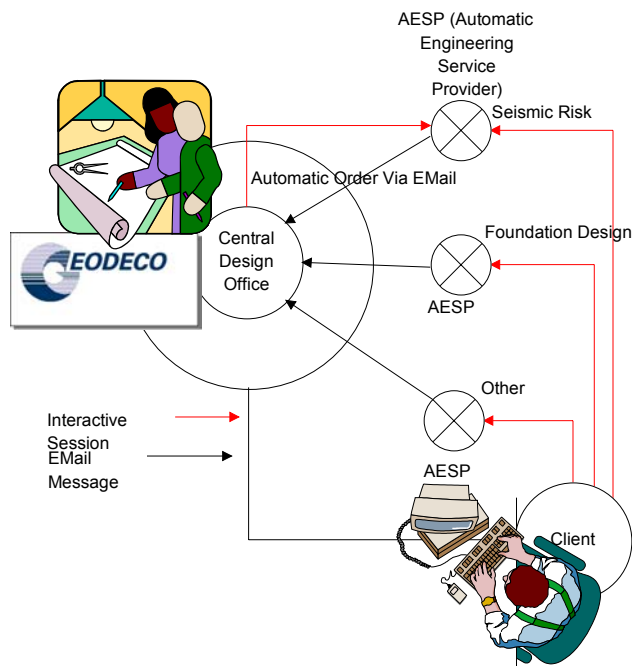 AESP (Automatic
Engineering
Service
Provider)
Seismic Risk
Automatic Order Via EMail
Central
Design
Office
GEODECO
Foundation Design
AESP
Other
AESP
Interactive
Session
EMail
Message
Client